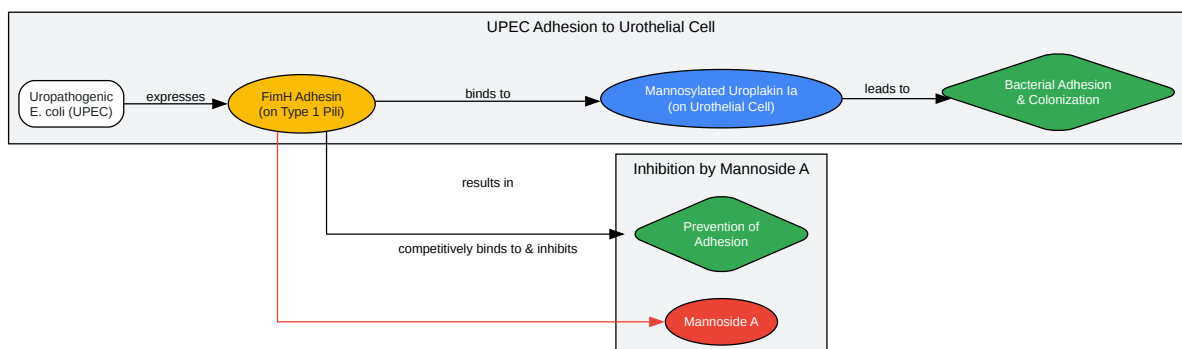 UPEC Adhesion to Urothelial Cell
Uropathogenic
E. coli (UPEC)
expresses
FimH Adhesin
(on Type 1 Pili)
binds to
Mannosylated Uroplakin Ia
(on Urothelial Cell)
leads to
Bacterial Adhesion
& Colonization
Inhibition by Mannoside A
results in
Prevention of
Adhesion
competitively binds to & inhibits
Mannoside A